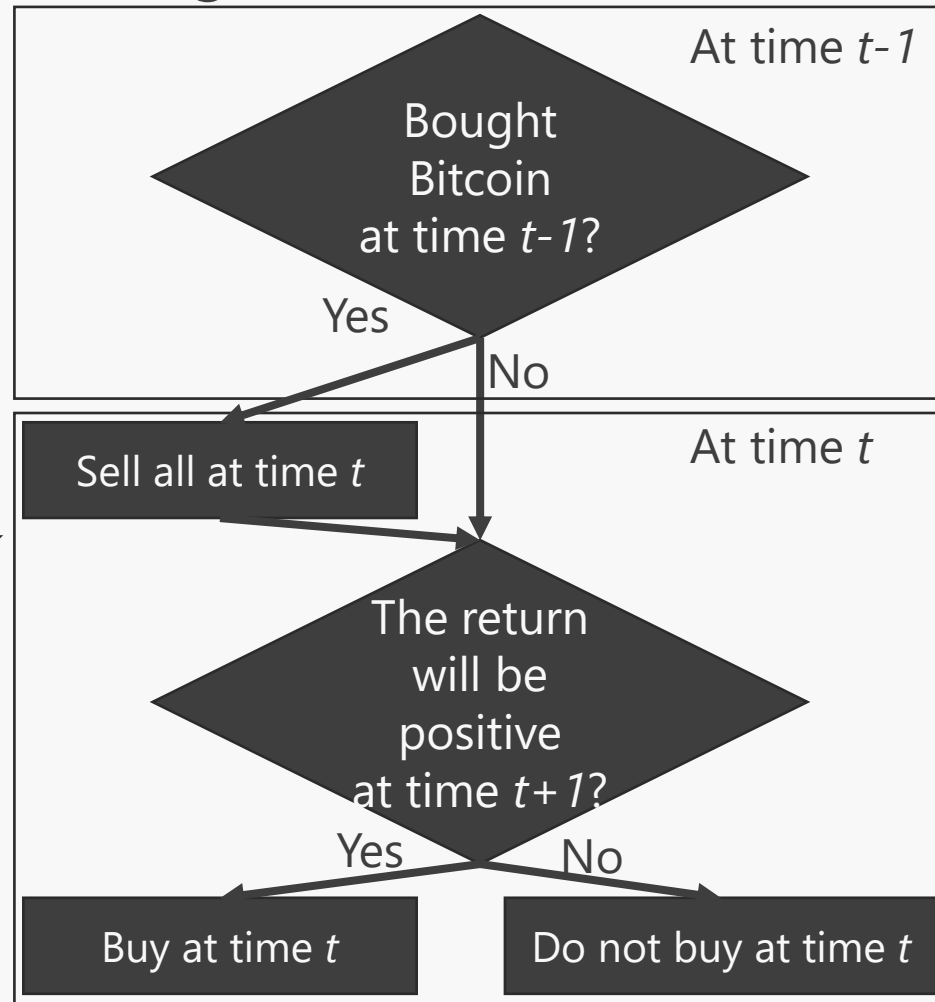 At time t-1
Bought
Bitcoin
at time t-1?
Yes
No
At time t
Sell all at time t
The return
will be
positive
at time t+1?
Yes
No
Buy at time t
Do not buy at time t